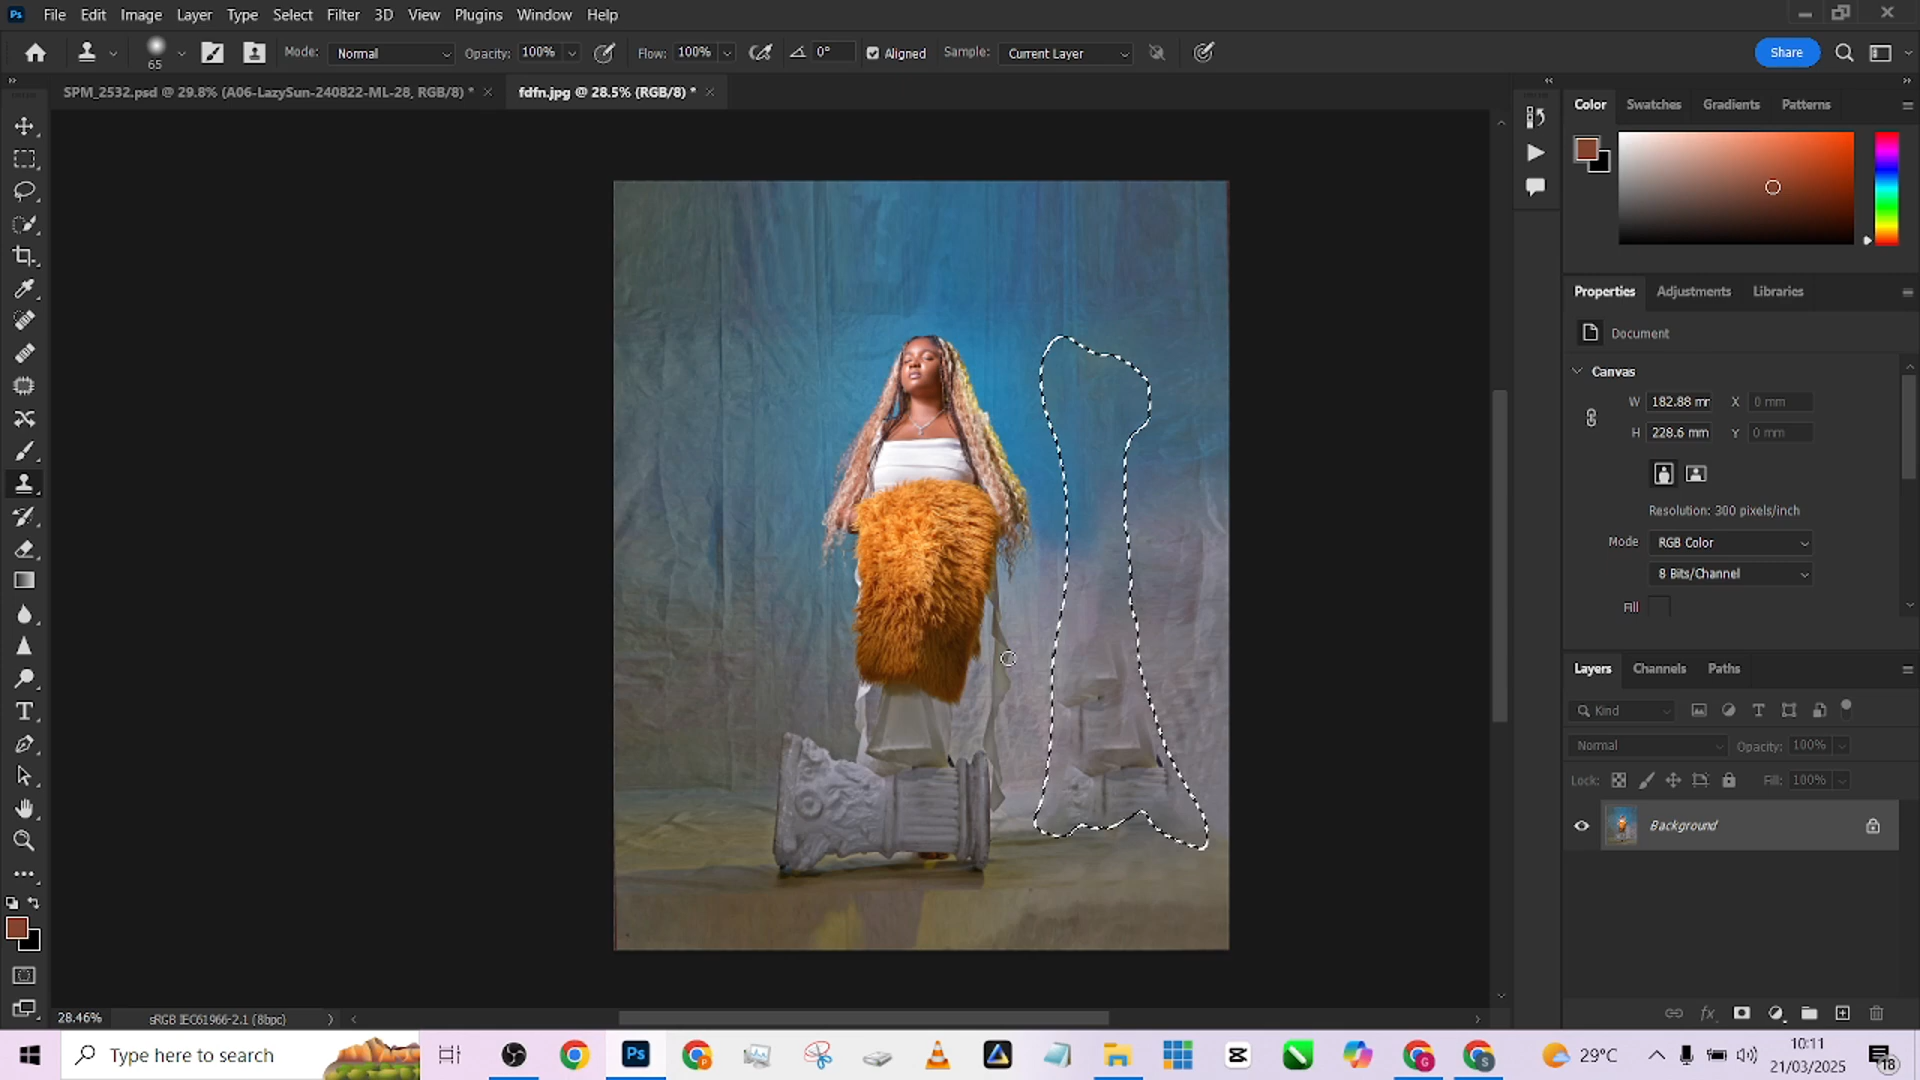 Ps File Edit Image Layer Type Select Filter 3D View Plugins Window Help
65 Mode: Normal Opacity: 100% Flow: 100% 0° Aligned Sample: Current Layer Share
SPM_2532.psd @ 29.8% (A06-LazySun-240822-ML-28, RGB/8) * × fdfn.jpg @ 28.5% (RGB/8) * ×
Color Swatches Gradients Patterns
Properties Adjustments Libraries
Document
Canvas
W 182.88 mr X 0 mm
H 228.6 mm Y 0 mm
Resolution: 300 pixels/inch
Mode RGB Color
8 Bits/Channel
Fill
Layers Channels Paths
Kind
Normal Opacity: 100%
Lock: Fill: 100%
Background
28.46% sRGB IEC61966-2.1 (8bpc)
Type here to search
Ps
29°C
10:11
21/03/2025
18